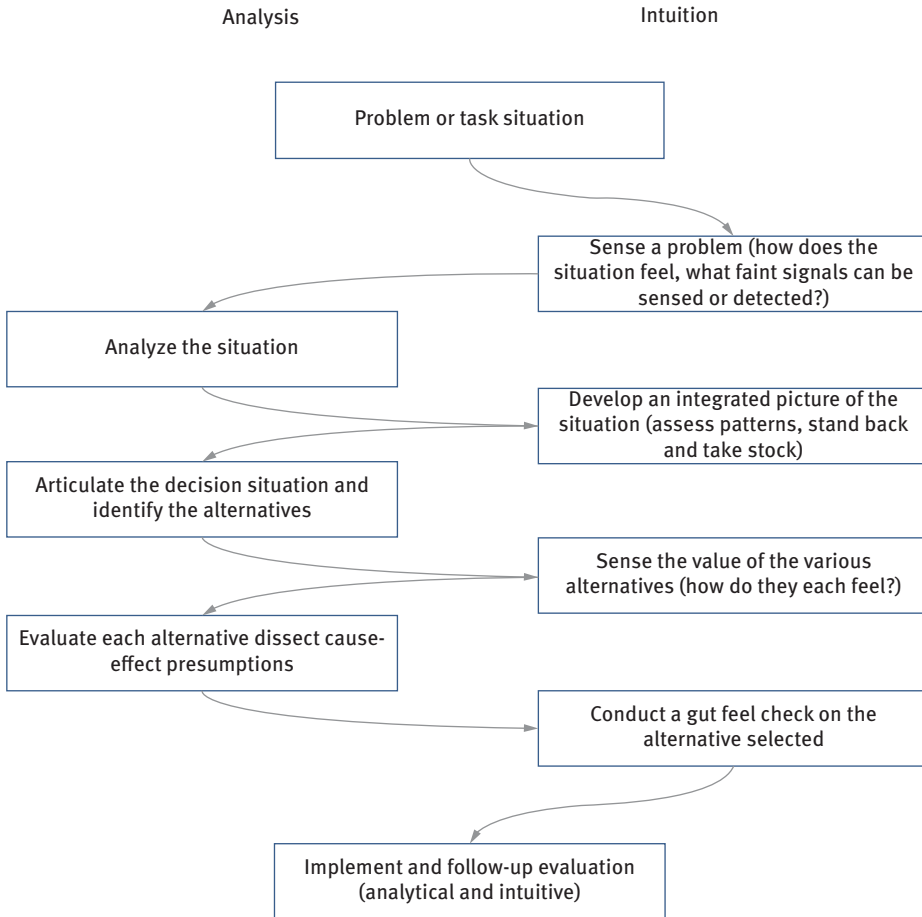 Analysis
Intuition
Problem or task situation
Sense a problem (how does the
situation feel, what faint signals can be
sensed or detected?)
Analyze the situation
Develop an integrated picture of the
situation (assess patterns, stand back
and take stock)
Articulate the decision situation and
identify the alternatives
Sense the value of the various
alternatives (how do they each feel?)
Evaluate each alternative dissect cause-
effect presumptions
Conduct a gut feel check on the
alternative selected
Implement and follow-up evaluation
(analytical and intuitive)